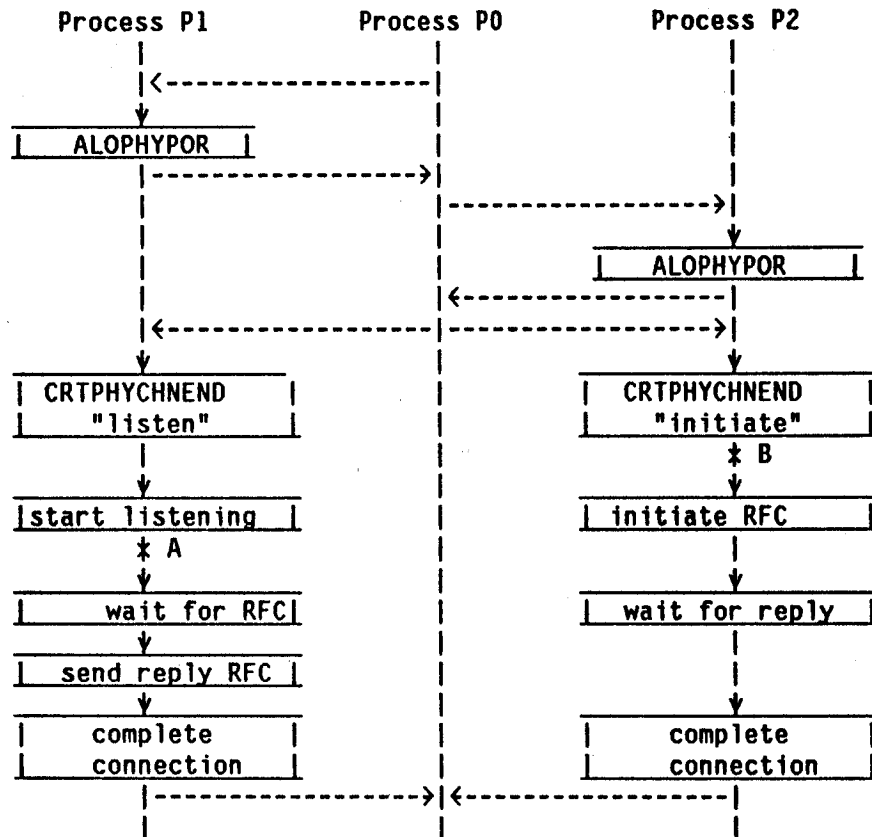 Process P1 Process P0 Process P2
ALOPHYPOR
ALOPHYPOR
CRTPHYCHNEND CRTPHYCHNEND
"listen" "initiate"
B
start listening initiate RFC
A
wait for RFC wait for reply
send reply RFC
complete complete
connection connection